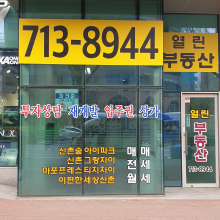 713-8944
열린
부동산
투자상담 재개발 입주권 상가
신촌숲 아이파크
신촌 그랑자이
마포프레스티지자이
이편한세상신촌
매매
전세
월세
열린
부동산
713-8944